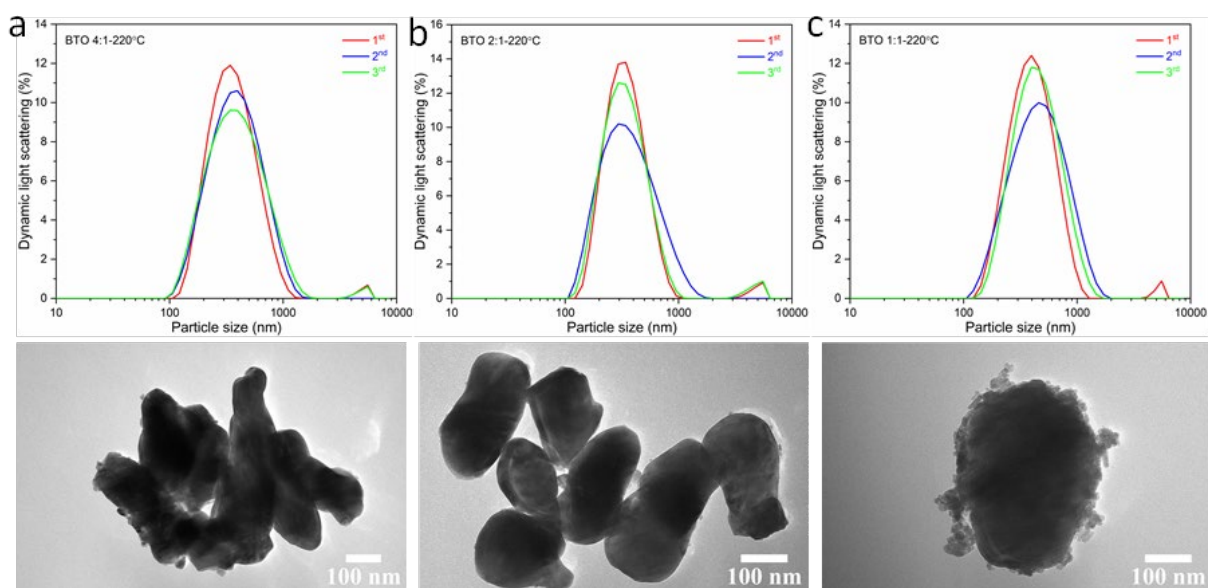 a
14
12
10
8
6
4
2
0
Dynamic light scattering (%)
BTO 4:1-220°C
1st
2nd
3rd
10
100
1000
10000
Particle size (nm)
b
16
14
12
10
8
6
4
2
0
Dynamic light scattering (%)
BTO 2:1-220°C
1st
2nd
3rd
10
100
1000
10000
Particle size (nm)
c
14
12
10
8
6
4
2
0
Dynamic light scattering (%)
BTO 1:1-220°C
1st
2nd
3rd
10
100
1000
10000
Particle size (nm)
100 nm
100 nm
100 nm